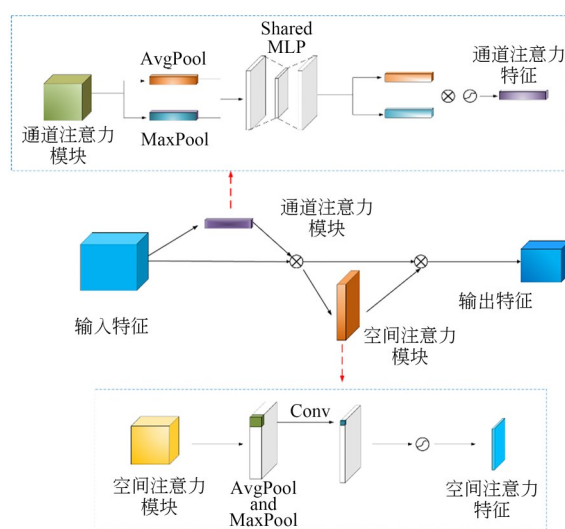 Shared
MLP
AvgPool
通道注意力
特征
MaxPool
通道注意力
模块
通道注意力
模块
输入特征
输出特征
空间注意力
模块
Conv
空间注意力
模块
AvgPool
and
MaxPool
空间注意力
特征